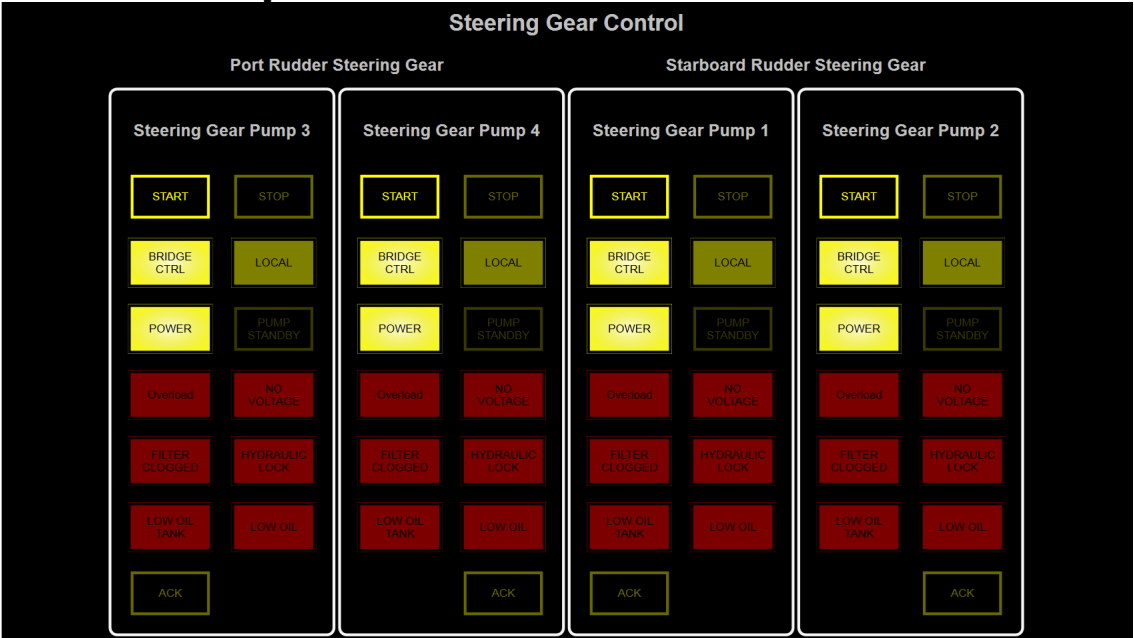 Steering Gear Control
Port Rudder Steering Gear
Starboard Rudder Steering Gear
Steering Gear Pump 3
START
STOP
BRIDGE
CTRL
LOCAL
POWER
PUMP
STANDBY
Overload
NO
VOLTAGE
FILTER
CLOGGED
HYDRAULIC
LOCK
LOW OIL
TANK
LOW OIL
ACK
Steering Gear Pump 4
START
STOP
BRIDGE
CTRL
LOCAL
POWER
PUMP
STANDBY
Overload
NO
VOLTAGE
FILTER
CLOGGED
HYDRAULIC
LOCK
LOW OIL
TANK
LOW OIL
ACK
Steering Gear Pump 1
START
STOP
BRIDGE
CTRL
LOCAL
POWER
PUMP
STANDBY
Overload
NO
VOLTAGE
FILTER
CLOGGED
HYDRAULIC
LOCK
LOW OIL
TANK
LOW OIL
ACK
Steering Gear Pump 2
START
STOP
BRIDGE
CTRL
LOCAL
POWER
PUMP
STANDBY
Overload
NO
VOLTAGE
FILTER
CLOGGED
HYDRAULIC
LOCK
LOW OIL
TANK
LOW OIL
ACK